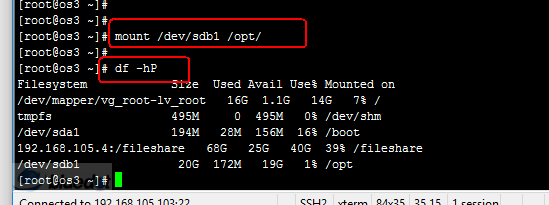 [root@os3 ~]#
[root@os3 ~]#
[root@os3 ~]# mount /dev/sdb1 /opt/
[root@os3 ~]#
[root@os3 ~]# df -hP
Filesystem Size Used Avail Use% Mounted on
/dev/mapper/vg_root-lv_root 16G 1.1G 14G 7% /
tmpfs 495M 0 495M 0% /dev/shm
/dev/sda1 194M 28M 156M 16% /boot
192.168.105.4:/fileshare 68G 25G 40G 39% /fileshare
/dev/sdb1 20G 172M 19G 1% /opt
[root@os3 ~]#
Connected to 192.168.105.103:22 SSH2 xterm 84x35 35,15 1 session